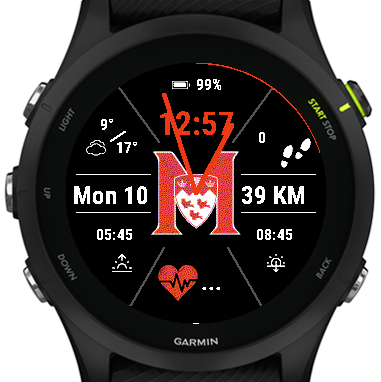 99%
12:57
9°
17°
0
START STOP
LIGHT
UP
DOWN
BACK
Mon 10
M
39 KM
05:45
08:45
...
GARMIN